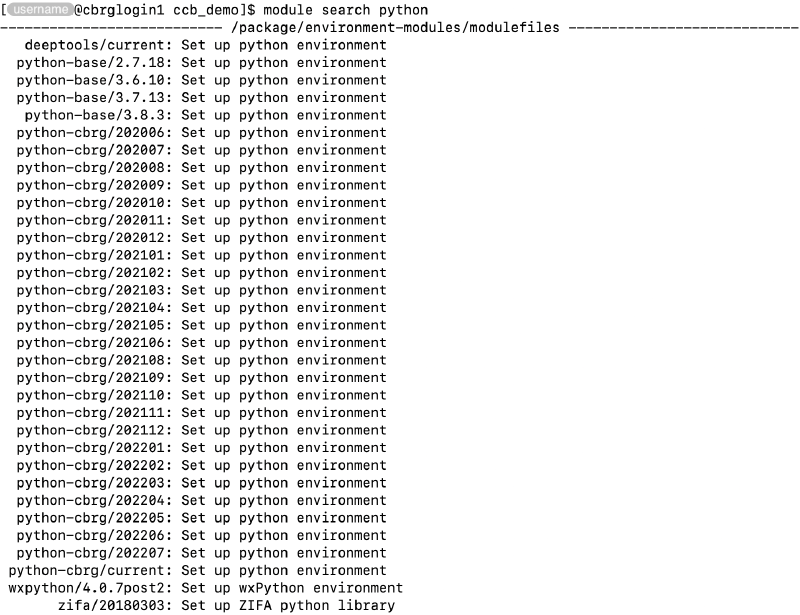 [username@cbrglogin1 ccb_demo]$ module search python
--------------------------- /package/environment-modules/modulefiles ----------------------------
deeptools/current: Set up python environment
python-base/2.7.18: Set up python environment
python-base/3.6.10: Set up python environment
python-base/3.7.13: Set up python environment
python-base/3.8.3: Set up python environment
python-cbrg/202006: Set up python environment
python-cbrg/202007: Set up python environment
python-cbrg/202008: Set up python environment
python-cbrg/202009: Set up python environment
python-cbrg/202010: Set up python environment
python-cbrg/202011: Set up python environment
python-cbrg/202012: Set up python environment
python-cbrg/202101: Set up python environment
python-cbrg/202102: Set up python environment
python-cbrg/202103: Set up python environment
python-cbrg/202104: Set up python environment
python-cbrg/202105: Set up python environment
python-cbrg/202106: Set up python environment
python-cbrg/202108: Set up python environment
python-cbrg/202109: Set up python environment
python-cbrg/202110: Set up python environment
python-cbrg/202111: Set up python environment
python-cbrg/202112: Set up python environment
python-cbrg/202201: Set up python environment
python-cbrg/202202: Set up python environment
python-cbrg/202203: Set up python environment
python-cbrg/202204: Set up python environment
python-cbrg/202205: Set up python environment
python-cbrg/202206: Set up python environment
python-cbrg/202207: Set up python environment
python-cbrg/current: Set up python environment
wxpython/4.0.7post2: Set up wxPython environment
zifa/20180303: Set up ZIFA python library